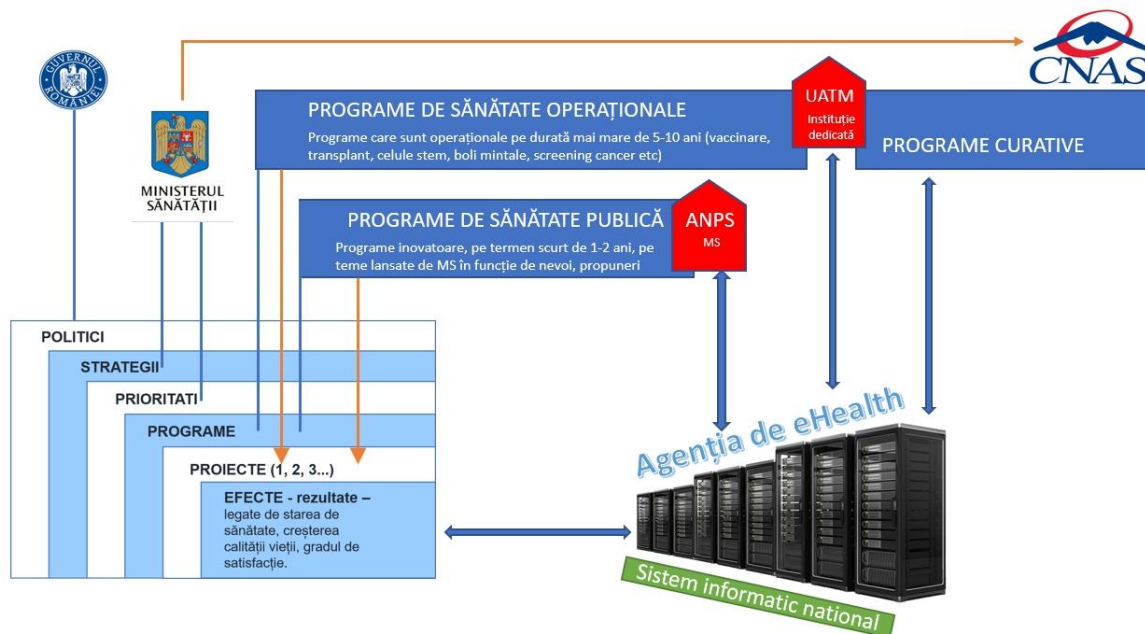 GUVERNUL ROMÂNIEI
CNAS
MINISTERUL
SĂNĂTĂȚII
PROGRAME DE SĂNĂTATE OPERAȚIONALE
Programe care sunt operaționale pe durată mai mare de 5-10 ani (vaccinare,
transplant, celule stem, boli mintale, screening cancer etc)
UATM
Instituție
dedicată
PROGRAME CURATIVE
PROGRAME DE SĂNĂTATE PUBLICĂ
Programe inovatoare, pe termen scurt de 1-2 ani, pe
teme lansate de MS în funcție de nevoi, propuneri
ANPS
MS
POLITICI
STRATEGII
PRIORITATI
PROGRAME
PROIECTE (1, 2, 3...)
EFECTE - rezultate –
legate de starea de
sănătate, creșterea
calității vieții, gradul de
satisfacție.
Agenția de eHealth
Sistem informatic national